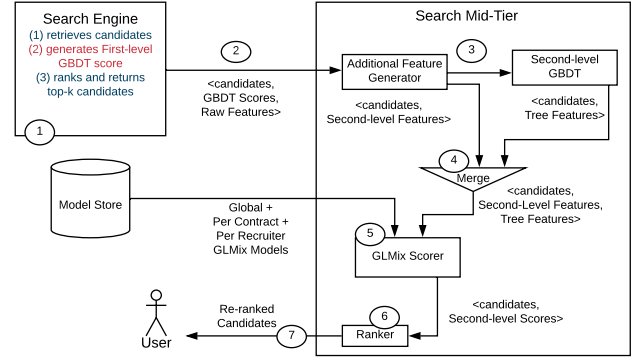 Search Engine
(1) retrieves candidates
(2) generates First-level
GBDT score
(3) ranks and returns
top-k candidates
1
2
<candidates,
GBDT Scores,
Raw Features>
Search Mid-Tier
Additional Feature
Generator
3
Second-level
GBDT
<candidates,
Second-level Features>
<candidates,
Tree Features>
4
Merge
<candidates,
Second-Level Features,
Tree Features>
Model Store
Global +
Per Contract +
Per Recruiter
GLMix Models
5
GLMix Scorer
<candidates,
Second-level Scores>
6
Ranker
7
Re-ranked
Candidates
User